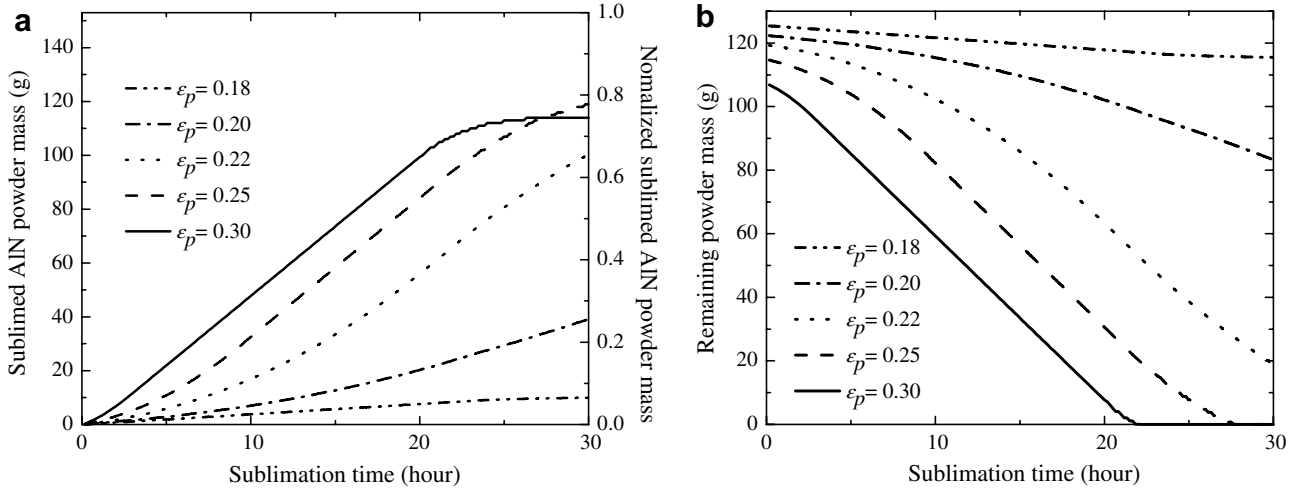 a
Sublimed AlN powder mass (g)
140
120
100
80
60
40
20
0
εp= 0.18
εp= 0.20
εp= 0.22
εp= 0.25
εp= 0.30
1.0
0.8
0.6
0.4
0.2
0.0
Nomalized sublimed AlN powder mass
0 10 20 30
Sublimation time (hour)
b
Remaining powder mass (g)
120
100
80
60
40
20
0
εp= 0.18
εp= 0.20
εp= 0.22
εp= 0.25
εp= 0.30
0 10 20 30
Sublimation time (hour)